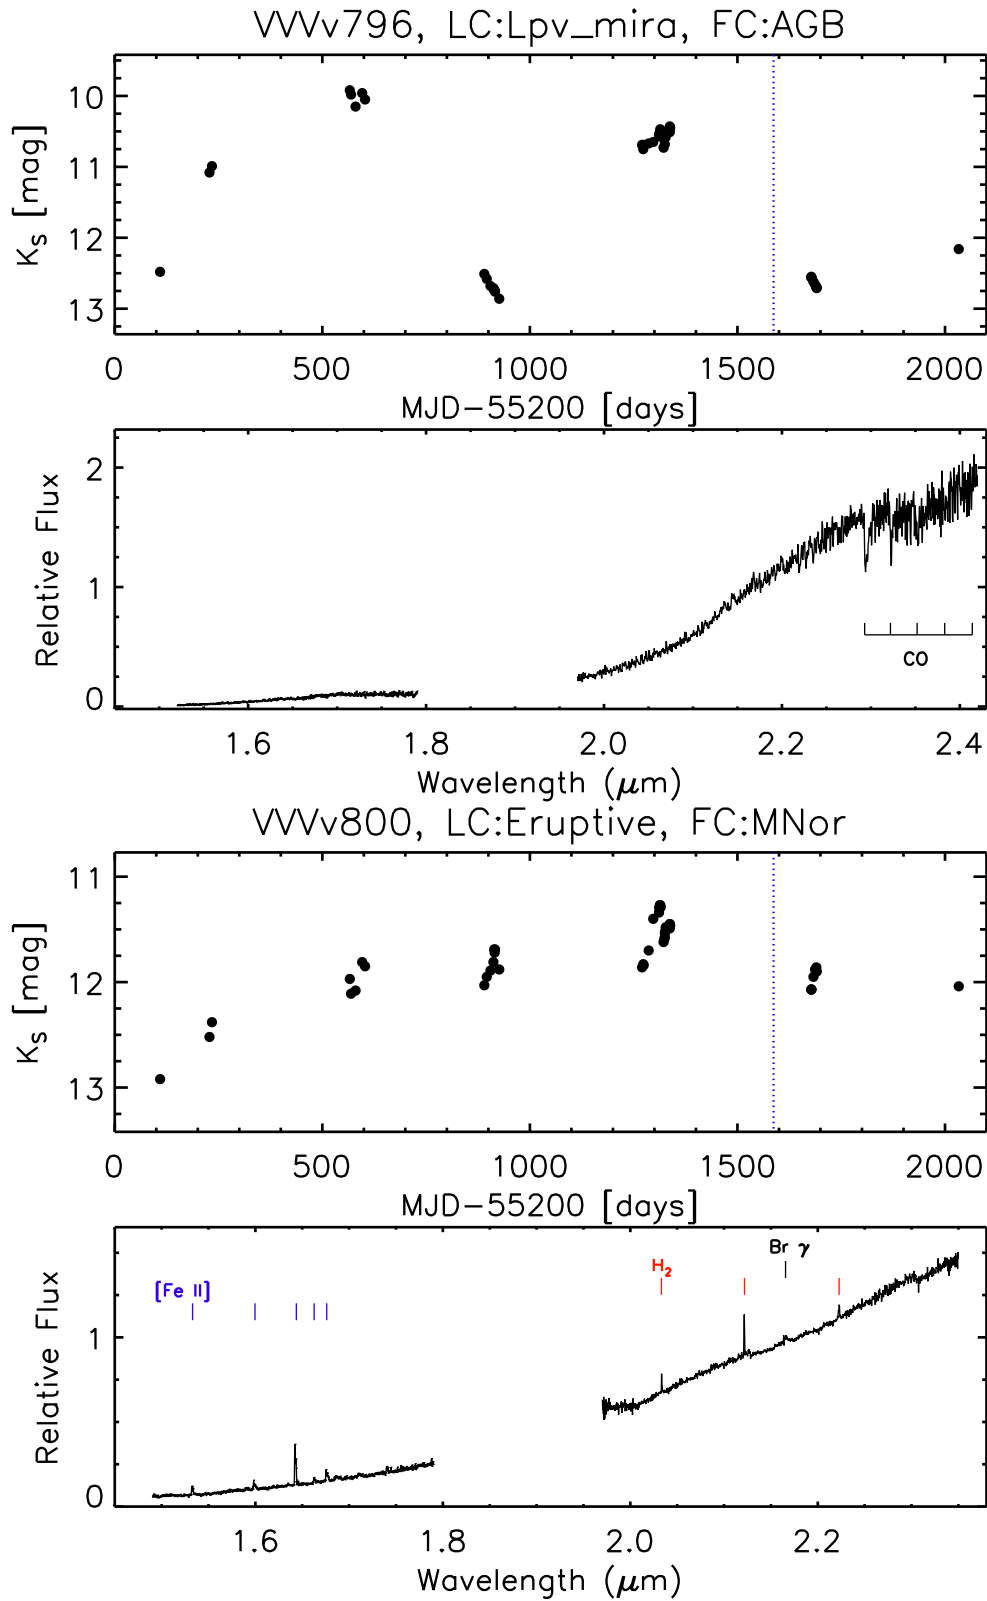 VVVv796, LC:Lpv_mira, FC:AGB
10
11
12
13
Ks [mag]
0 500 1000 1500 2000
MJD-55200 [days]
2
1
0
Relative Flux
CO
1.6 1.8 2.0 2.2 2.4
Wavelength (μm)
VVVv800, LC:Eruptive, FC:MNor
11
12
13
Ks [mag]
0 500 1000 1500 2000
MJD-55200 [days]
Br γ
H2
[Fe II]
1
0
Relative Flux
1.6 1.8 2.0 2.2
Wavelength (μm)